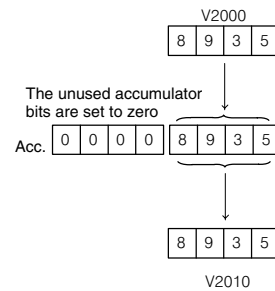 V2000
8 9 3 5
The unused accumulator
bits are set to zero
Acc. 0 0 0 0 8 9 3 5
8 9 3 5
V2010